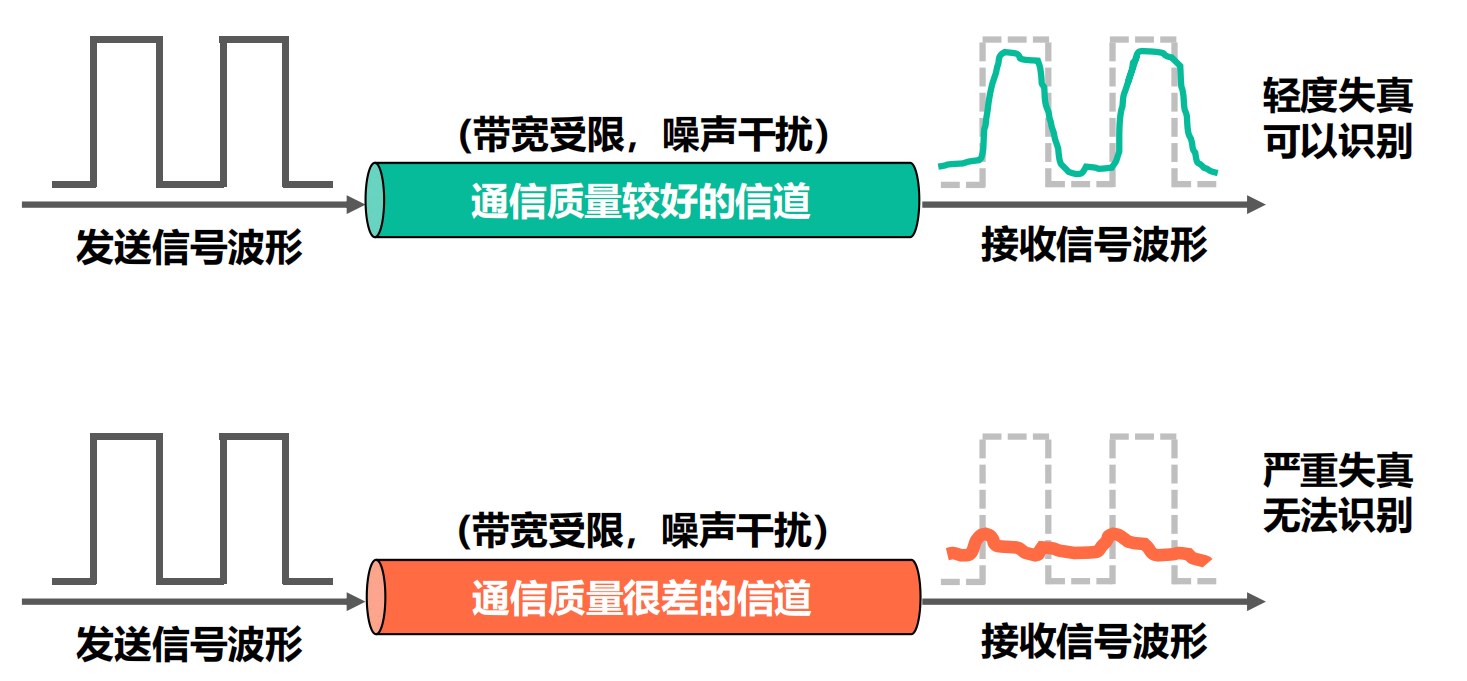 (带宽受限，噪声干扰)
通信质量较好的信道
发送信号波形
接收信号波形
轻度失真
可以识别
(带宽受限，噪声干扰)
通信质量很差的信道
发送信号波形
接收信号波形
严重失真
无法识别